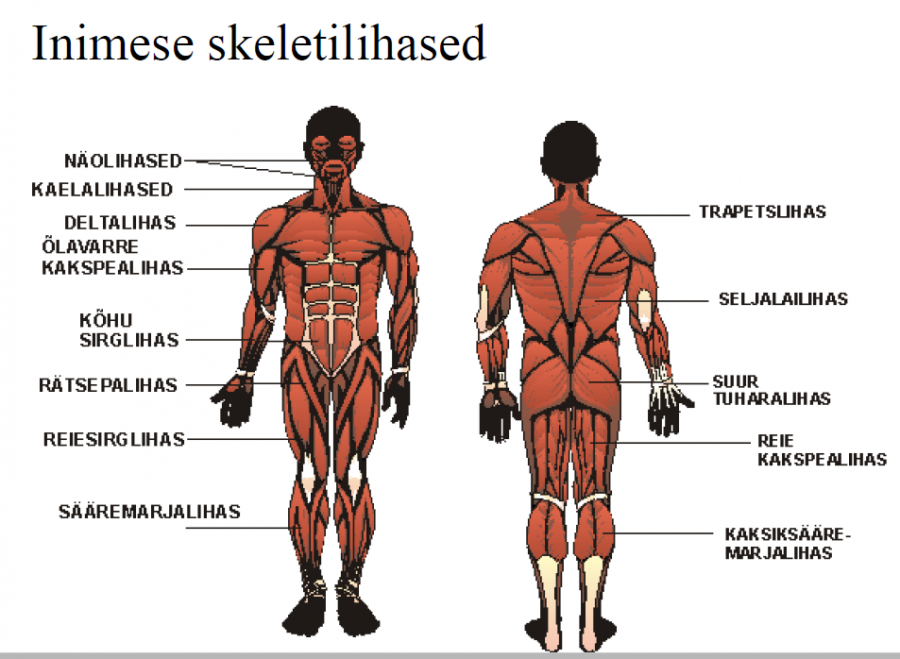 Inimese skeletilihased
NÄOLIHASED
KAELALIHASED
DELTALIHAS
ÕLAVARRE
KAKSPEALIHAS
KÕHU
SIRGLIHAS
RÄTSEPALIHAS
REIESIRGLIHAS
SÄÄREMARJALIHAS
TRAPETSLIHAS
SELJALAILIHAS
SUUR
TUHARALIHAS
REIE
KAKSPEALIHAS
KAKSIKSÄÄRE-
MARJALIHAS